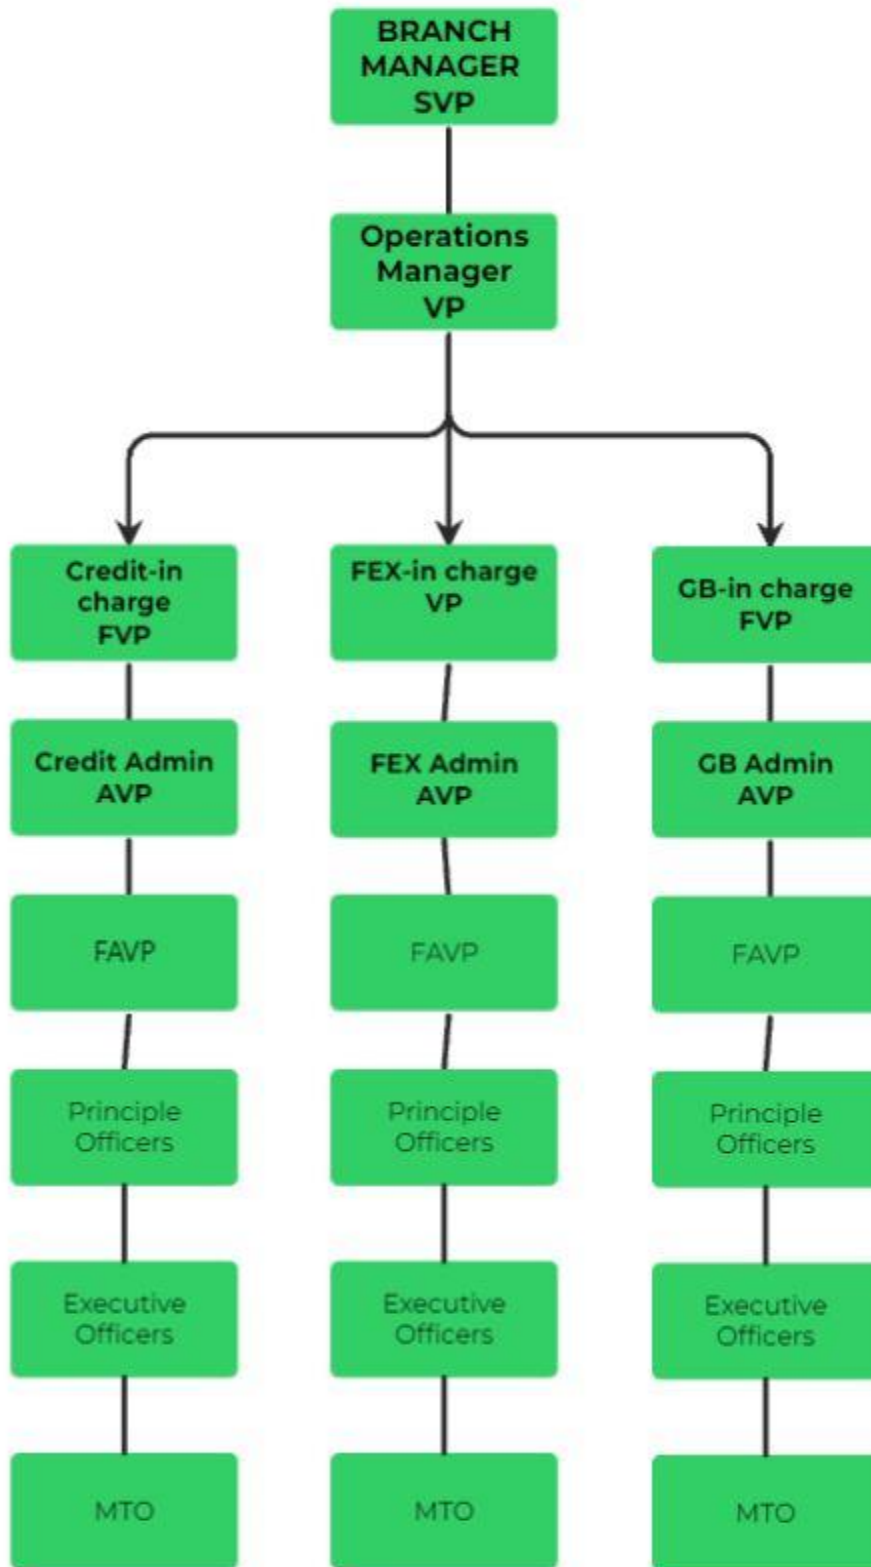 BRANCH
MANAGER
SVP
Operations
Manager
VP
Credit-in
charge
FVP
FEX-in charge
VP
GB-in charge
FVP
Credit Admin
AVP
FEX Admin
AVP
GB Admin
AVP
FAVP
FAVP
FAVP
Principle
Officers
Principle
Officers
Principle
Officers
Executive
Officers
Executive
Officers
Executive
Officers
MTO
MTO
MTO